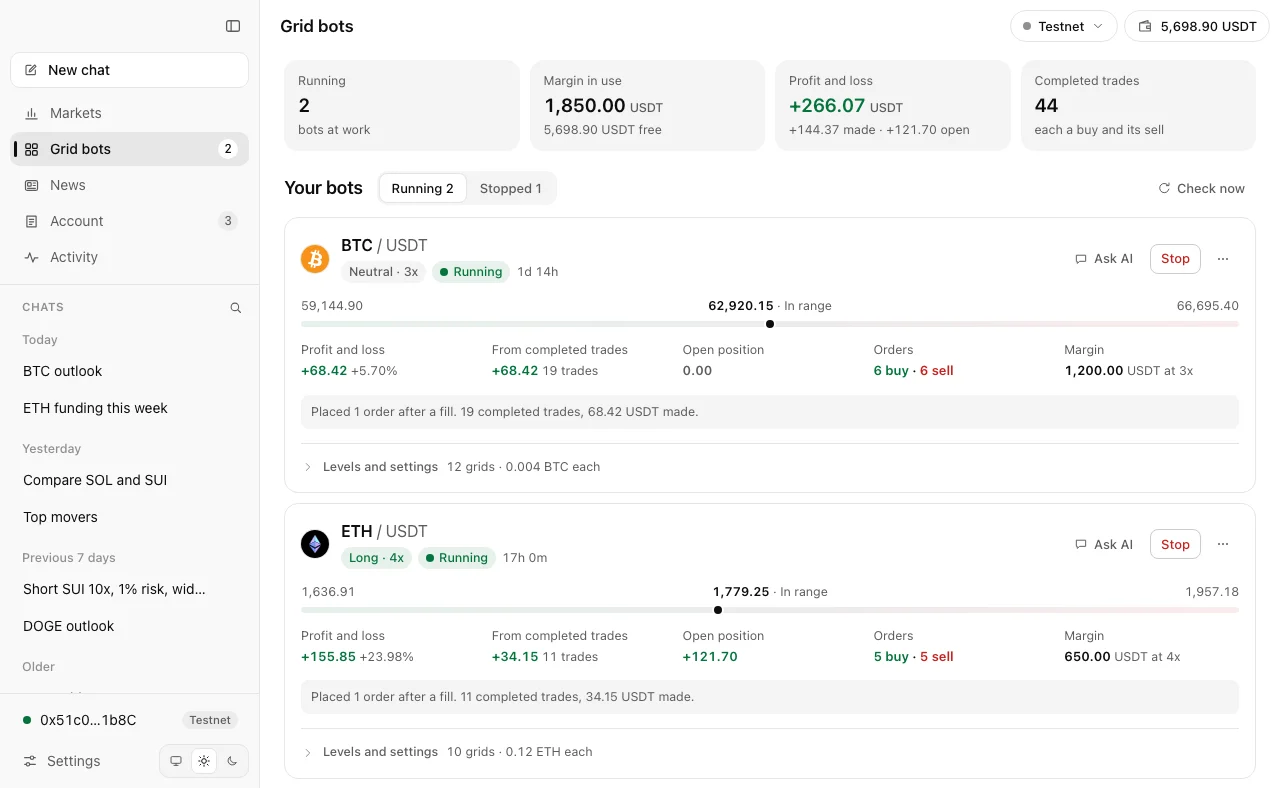 Grid bots
Testnet
5,698.90 USDT
New chat
Markets
Grid bots 2
News
Account 3
Activity
CHATS
Today
BTC outlook
ETH funding this week
Yesterday
Compare SOL and SUI
Top movers
Previous 7 days
Short SUI 10x, 1% risk, wid...
DOGE outlook
Older
0x51c0...1b8C Testnet
Settings
Running
2
bots at work
Margin in use
1,850.00 USDT
5,698.90 USDT free
Profit and loss
+266.07 USDT
+144.37 made · +121.70 open
Completed trades
44
each a buy and its sell
Your bots
Running 2
Stopped 1
Check now
BTC / USDT
Neutral · 3x Running 1d 14h
Ask AI
Stop
59,144.90 62,920.15 · In range 66,695.40
Profit and loss From completed trades Open position Orders Margin
+68.42 +5.70% +68.42 19 trades 0.00 6 buy · 6 sell 1,200.00 USDT at 3x
Placed 1 order after a fill. 19 completed trades, 68.42 USDT made.
Levels and settings 12 grids · 0.004 BTC each
ETH / USDT
Long · 4x Running 17h 0m
Ask AI
Stop
1,636.91 1,779.25 · In range 1,957.18
Profit and loss From completed trades Open position Orders Margin
+155.85 +23.98% +34.15 11 trades +121.70 5 buy · 5 sell 650.00 USDT at 4x
Placed 1 order after a fill. 11 completed trades, 34.15 USDT made.
Levels and settings 10 grids · 0.12 ETH each